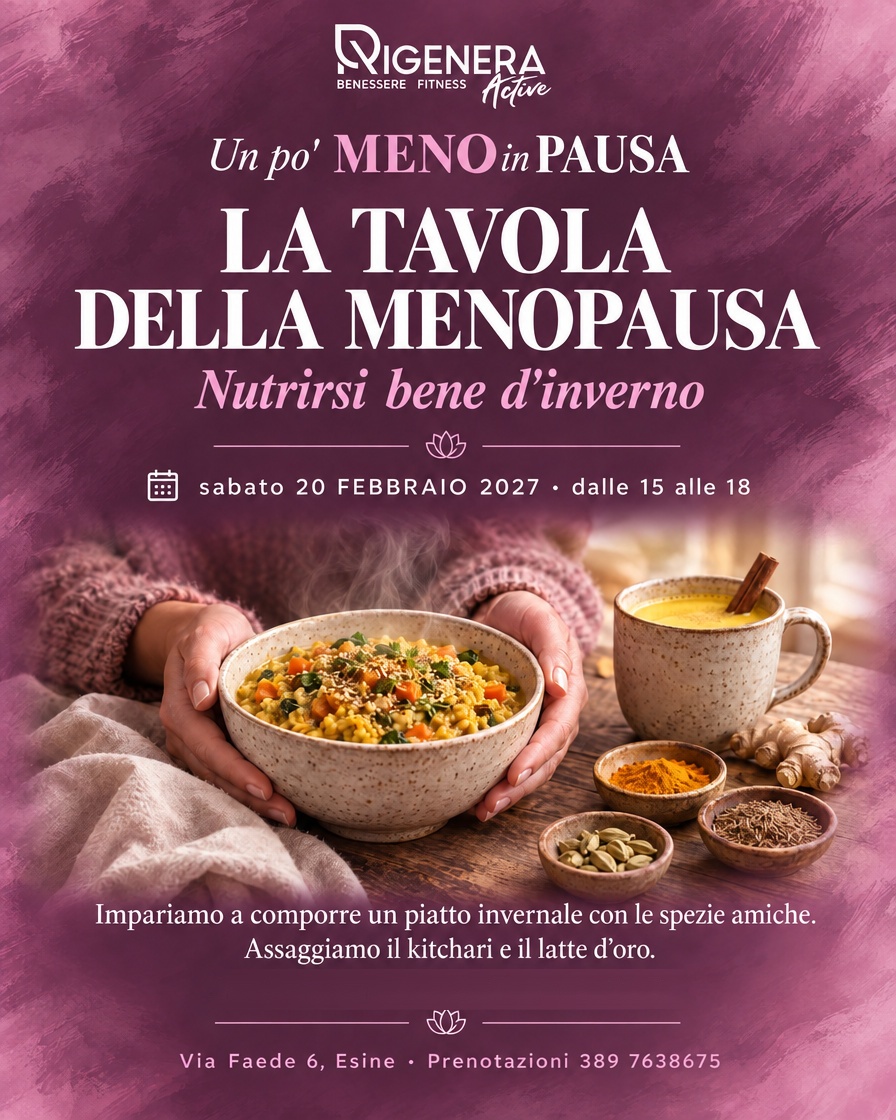 RIGENERA
BENESSERE FITNESS Active
Un po' MENO in PAUSA
LA TAVOLA
DELLA MENOPAUSA
Nutrirsi bene d’inverno
sabato 20 FEBBRAIO 2027 • dalle 15 alle 18
Impariamo a comporre un piatto invernale con le spezie amiche.
Assaggiamo il kitchari e il latte d’oro.
Via Faede 6, Esine • Prenotazioni 389 7638675